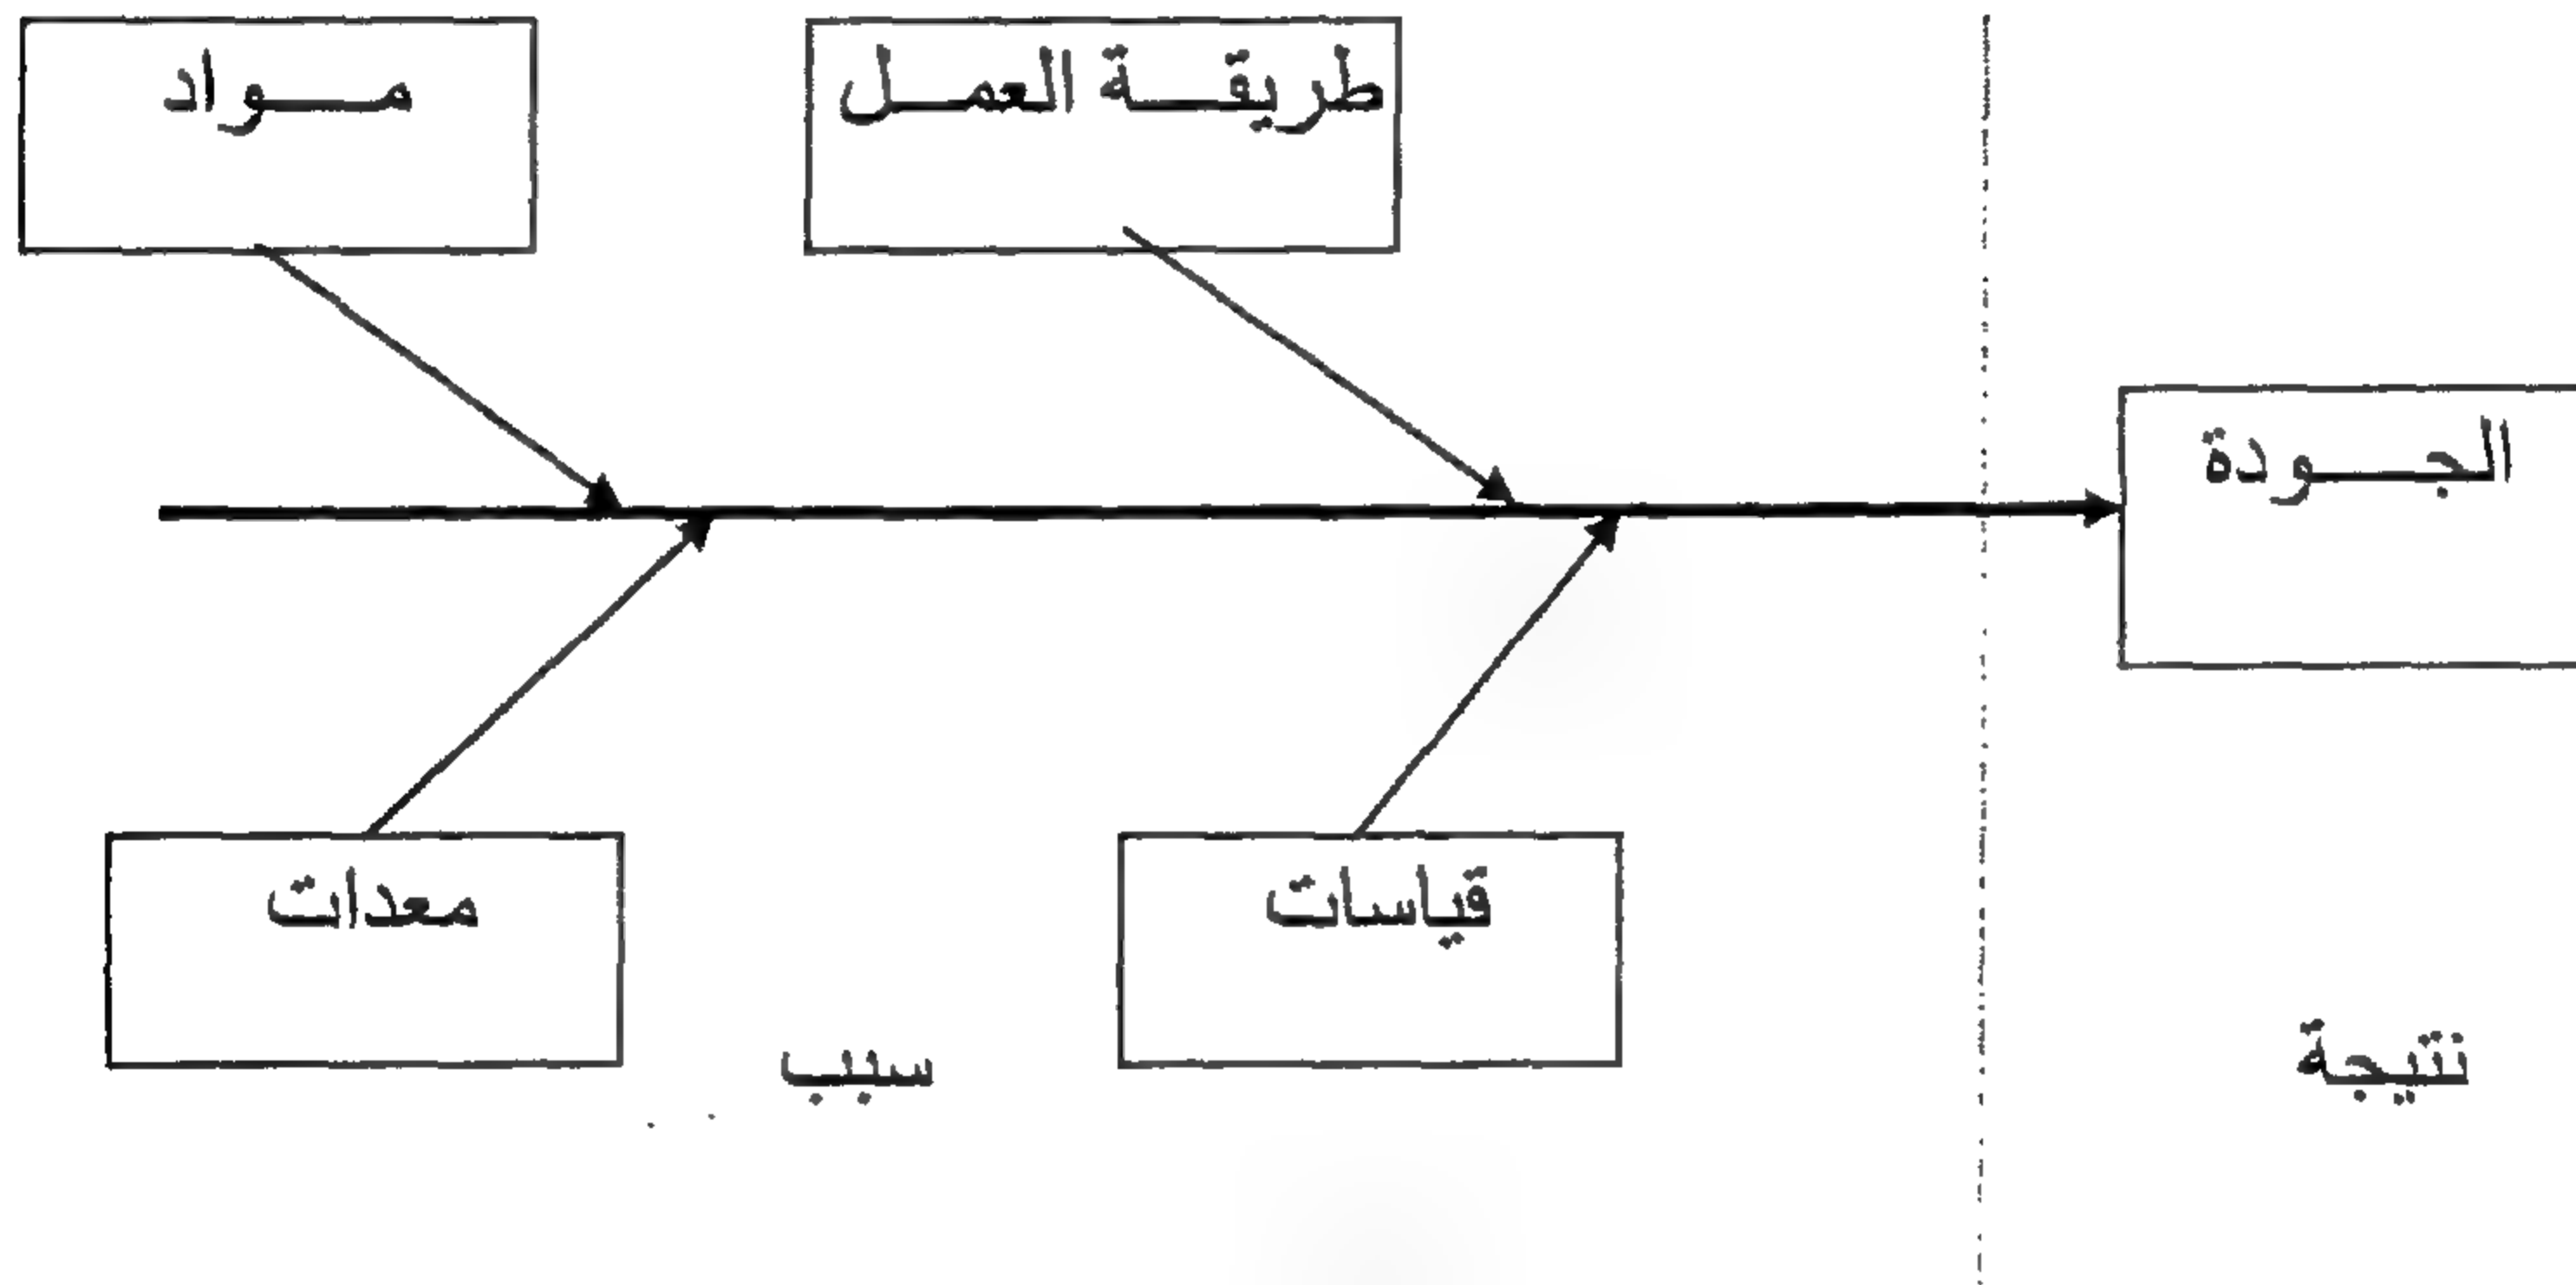 طريقة العمل
مواد
الجودة
قياسات
معدات
نتيجة
سبب